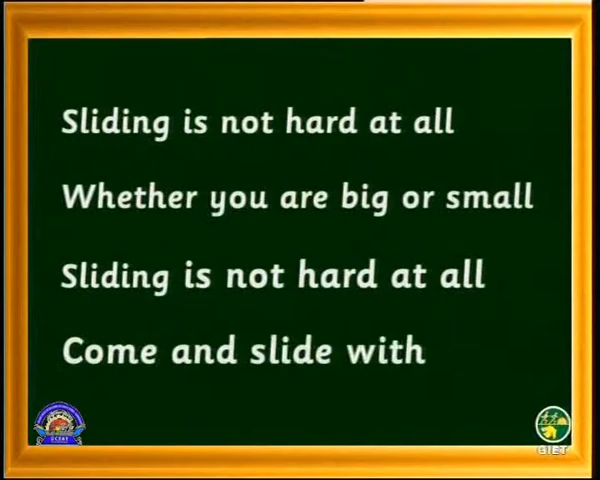 Sliding is not hard at all
Whether you are big or small
Sliding is not hard at all
Come and slide with
GCERT
GIET